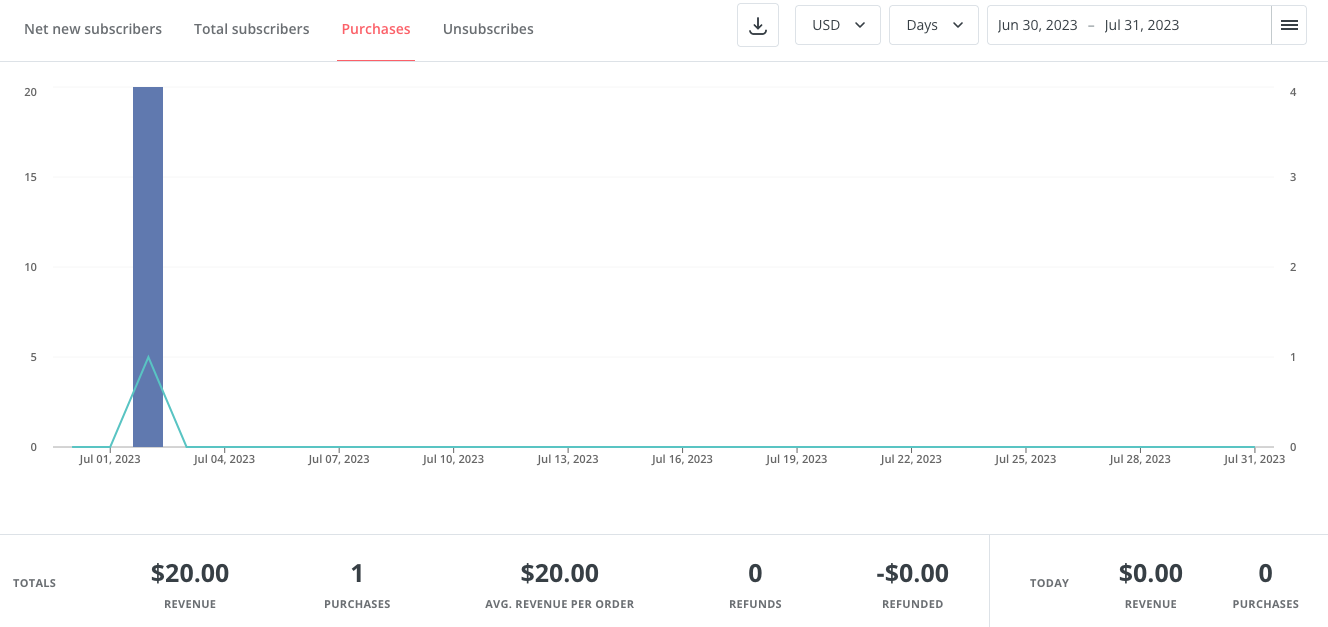 Net new subscribers Total subscribers Purchases Unsubscribes USD Days Jun 30, 2023 – Jul 31, 2023
20 4
15 3
10 2
5 1
0 0
Jul 01, 2023 Jul 04, 2023 Jul 07, 2023 Jul 10, 2023 Jul 13, 2023 Jul 16, 2023 Jul 19, 2023 Jul 22, 2023 Jul 25, 2023 Jul 28, 2023 Jul 31, 2023
$20.00 1 $20.00 0 -$0.00 $0.00 0
TOTALS TODAY
REVENUE PURCHASES AVG. REVENUE PER ORDER REFUNDS REFUNDED REVENUE PURCHASES